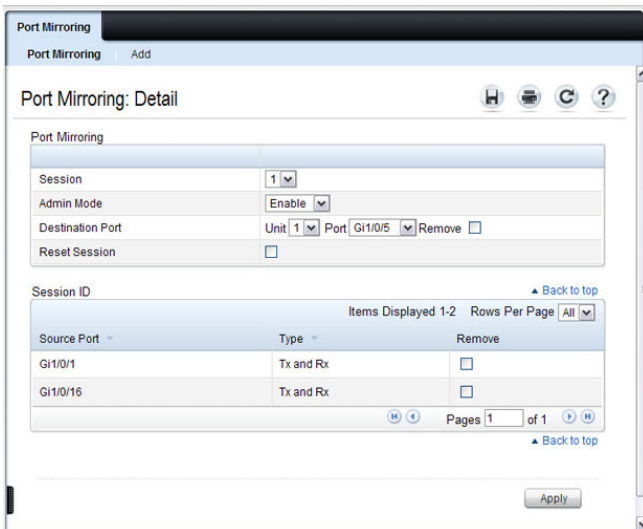 Port Mirroring
Port Mirroring Add
Port Mirroring: Detail
Port Mirroring
Session 1
Admin Mode Enable
Destination Port Unit 1 Port Gi1/0/5 Remove
Reset Session
Session ID ▲ Back to top
Items Displayed 1-2 Rows Per Page All
Source Port Type Remove
Gi1/0/1 Tx and Rx
Gi1/0/16 Tx and Rx
Pages 1 of 1
▲ Back to top
Apply